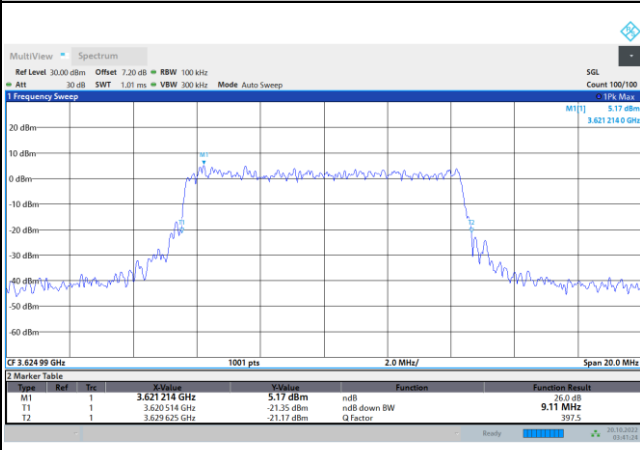 MultiView Spectrum
Ref Level 30.00 dBm Offset 7.20 dB RBW 100 kHz SGL
Att 30 dB SWT 1.01 ms VBW 300 kHz Mode Auto Sweep Count 100/100
1 Frequency Sweep 1Pk Max
M1[1] 5.17 dBm
3.621 214 0 GHz
20 dBm
10 dBm
M1
0 dBm
-10 dBm
T1 T2
-20 dBm
-30 dBm
-40 dBm
-50 dBm
-60 dBm
CF 3.624 99 GHz 1001 pts 2.0 MHz/ Span 20.0 MHz
2 Marker Table
Type Ref Trc X-Value Y-Value Function Function Result
M1 1 3.621 214 GHz 5.17 dBm ndB 26.0 dB
T1 1 3.620 514 GHz -21.35 dBm ndB down BW 9.11 MHz
T2 1 3.629 625 GHz -21.17 dBm Q Factor 397.5
Ready 20.10.2022
03:41:29